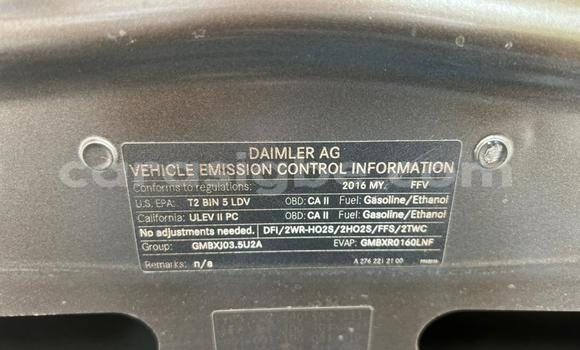 DAIMLER AG
VEHICLE EMISSION CONTROL INFORMATION
Conforms to regulations: 2016 MY FFV
U.S. EPA: T2 BIN 5 LDV OBD: CA II Fuel: Gasoline/Ethanol
California: ULEV II PC OBD: CA II Fuel: Gasoline/Ethanol
No adjustments needed. DFI/2WR-HO2S/2HO2S/FFS/2TWC
Group: GMBXJ03.5U2A EVAP: GMBXR0160LNF
Remarks: n/a A 276 221 21 00